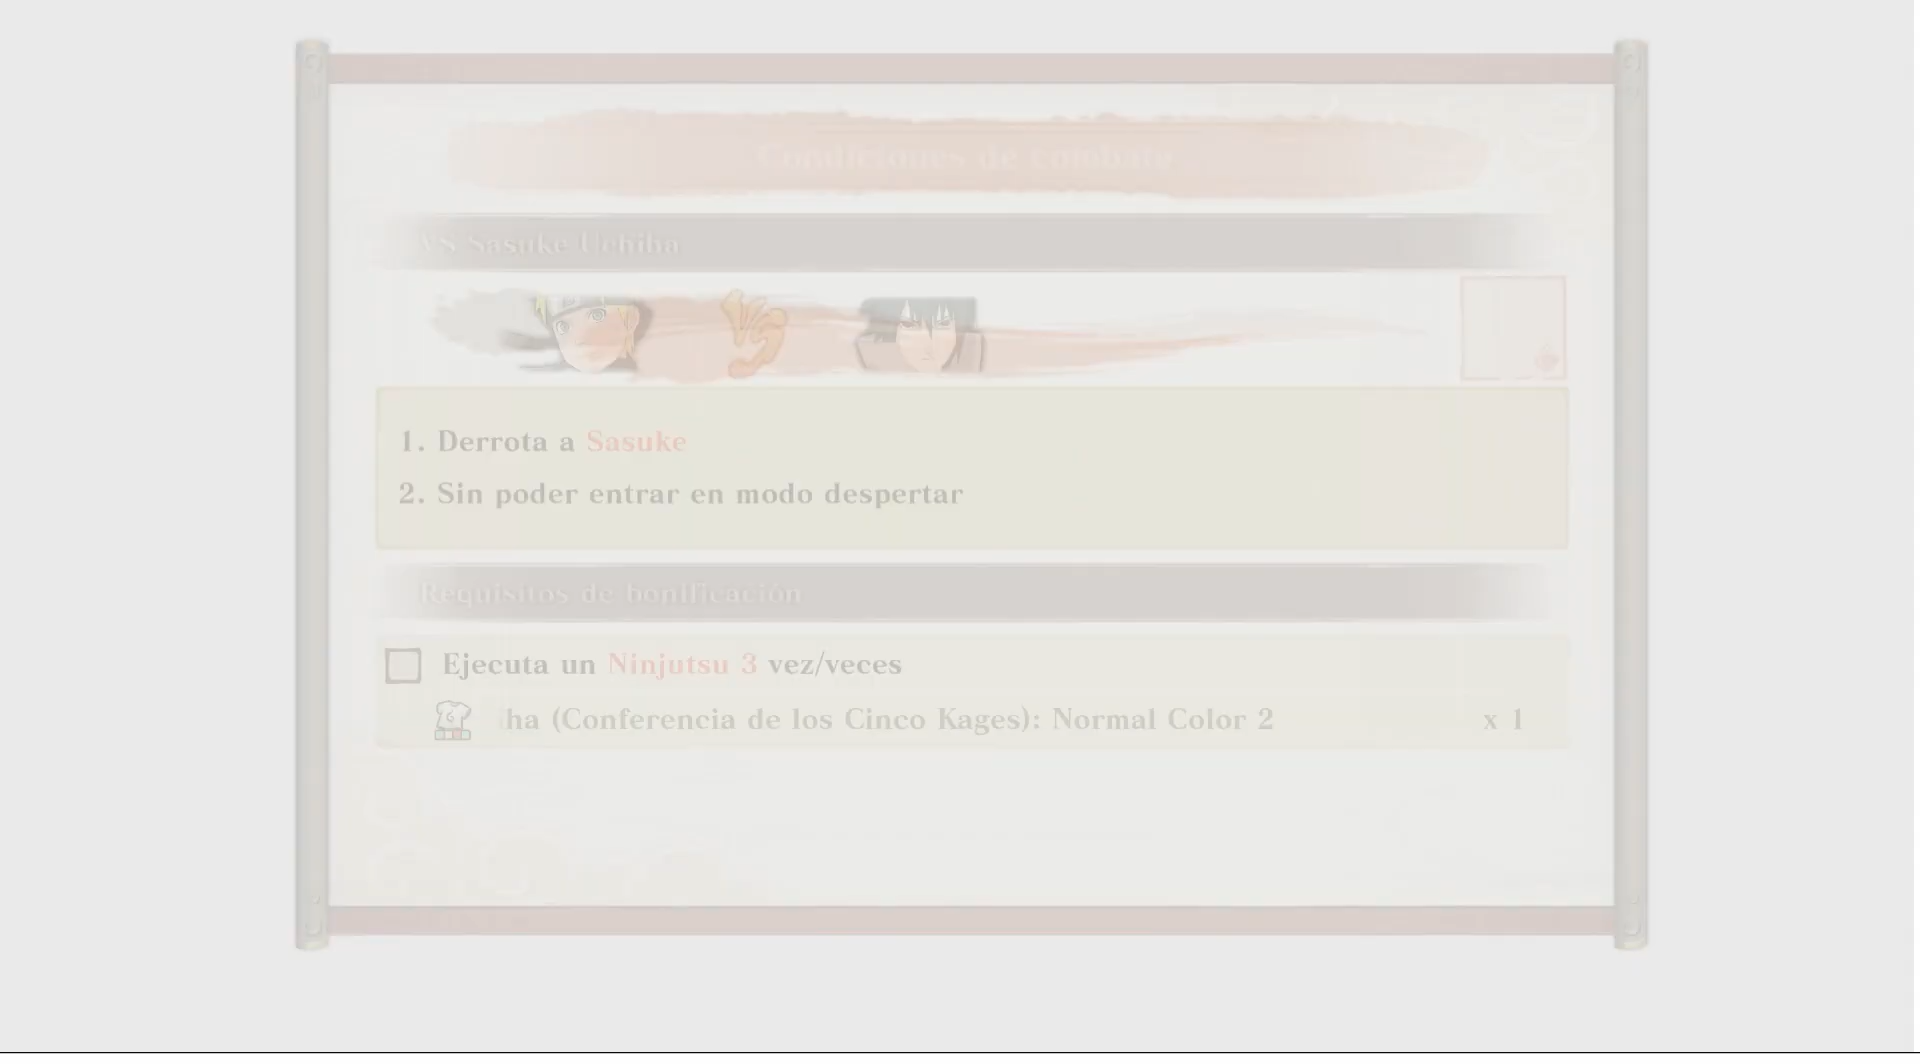 Condiciones de combate
VS Sasuke Uchiha
VS
1. Derrota a Sasuke
2. Sin poder entrar en modo despertar
Requisitos de bonificación
Ejecuta un Ninjutsu 3 vez/veces
ha (Conferencia de los Cinco Kages): Normal Color 2 x 1